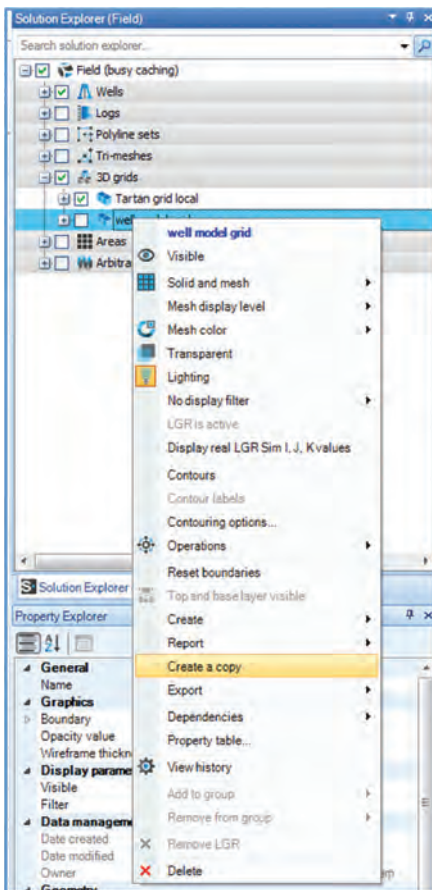 Solution Explorer (Field)
Search solution explorer...
Field (busy caching)
Wells
Logs
Polyline sets
Tri-meshes
3D grids
Tartan grid local
well model grid
Areas
Visible
Solid and mesh
Mesh display level
Mesh color
Transparent
Lighting
No display filter
LGR is active
Display real LGR Sim I, J, K values
Contours
Contour labels
Contouring options...
Operations
Reset boundaries
Top and base layer visible
Create
Report
Create a copy
Export
Dependencies
Property table...
View history
Add to group
Remove from group
Remove LGR
Delete
Solution Explorer
Property Explorer
General
Name
Graphics
Boundary
Opacity value
Wireframe
Display
Visible
Filter
Data
Date created
Date modified
Owner
Geometry